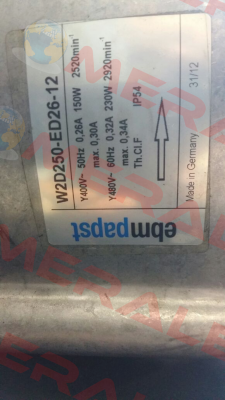 W2D250-ED26-12
Y400V~ 50Hz 0,26A 150W 2520min⁻¹
max. 0,30A
Y480V~ 60Hz 0,32A 230W 2920min⁻¹
max. 0,34A
Th.Cl.F IP54
ebmpapst
Made in Germany 31/12